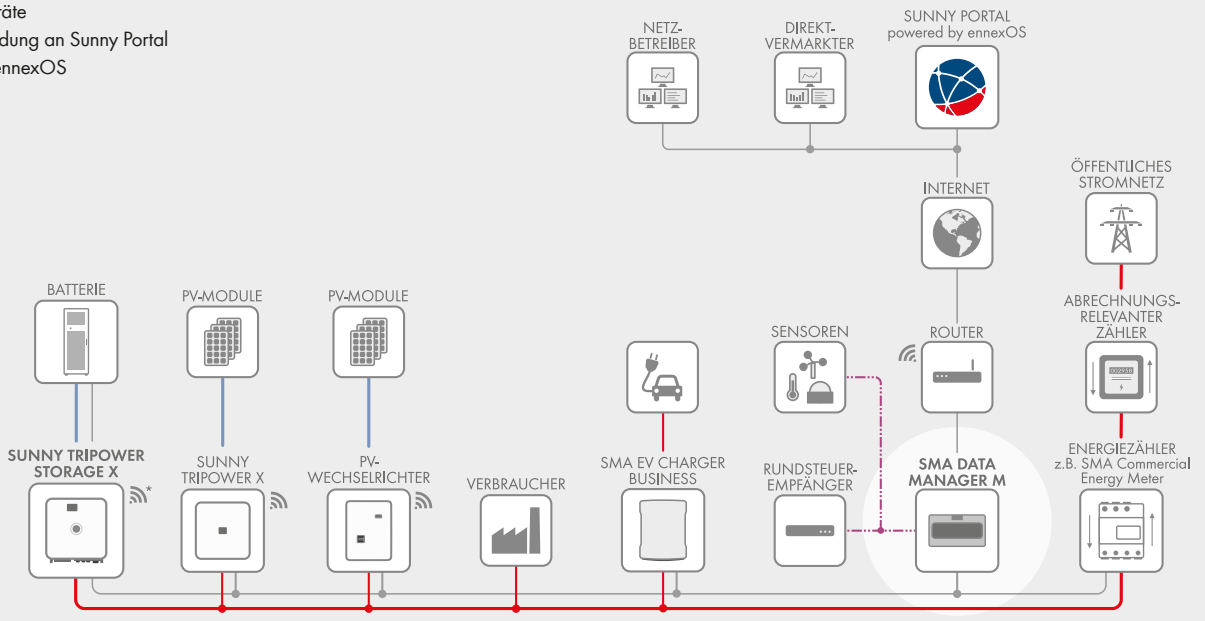 räte
dung an Sunny Portal
ennexOS
NETZ-
BETREIBER
DIREKT-
VERMARKTER
SUNNY PORTAL
powered by ennexOS
INTERNET
ÖFFENTLICHES
STROMNETZ
BATTERIE
PV-MODULE
PV-MODULE
SENSOREN
ROUTER
ABRECHNUNGS-
RELEVANTER
ZÄHLER
SUNNY TRIPOWER
STORAGE X
*
SUNNY
TRIPOWER X
PV-
WECHSELRICHTER
VERBRAUCHER
SMA EV CHARGER
BUSINESS
RUNDSTEUER-
EMPFÄNGER
SMA DATA
MANAGER M
ENERGIEZÄHLER
z.B. SMA Commercial
Energy Meter